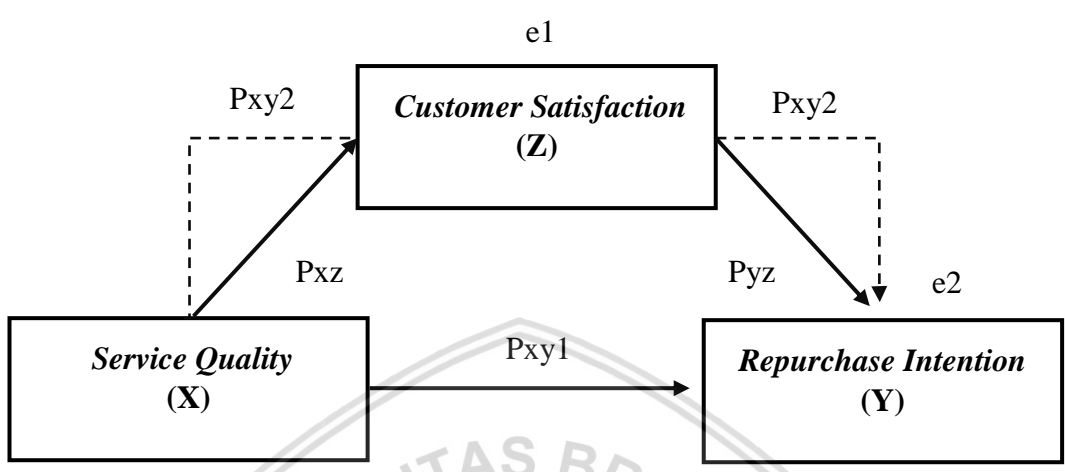 e1
Pxy2
Customer Satisfaction
(Z)
Pxy2
Pxz
Pyz
e2
Service Quality
(X)
Pxy1
Repurchase Intention
(Y)